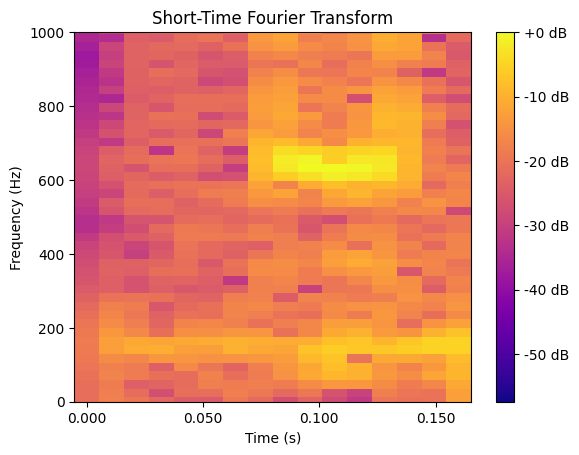 Short-Time Fourier Transform
1000
800
600
400
200
0
Frequency (Hz)
0.000
0.050
0.100
0.150
Time (s)
+0 dB
-10 dB
-20 dB
-30 dB
-40 dB
-50 dB